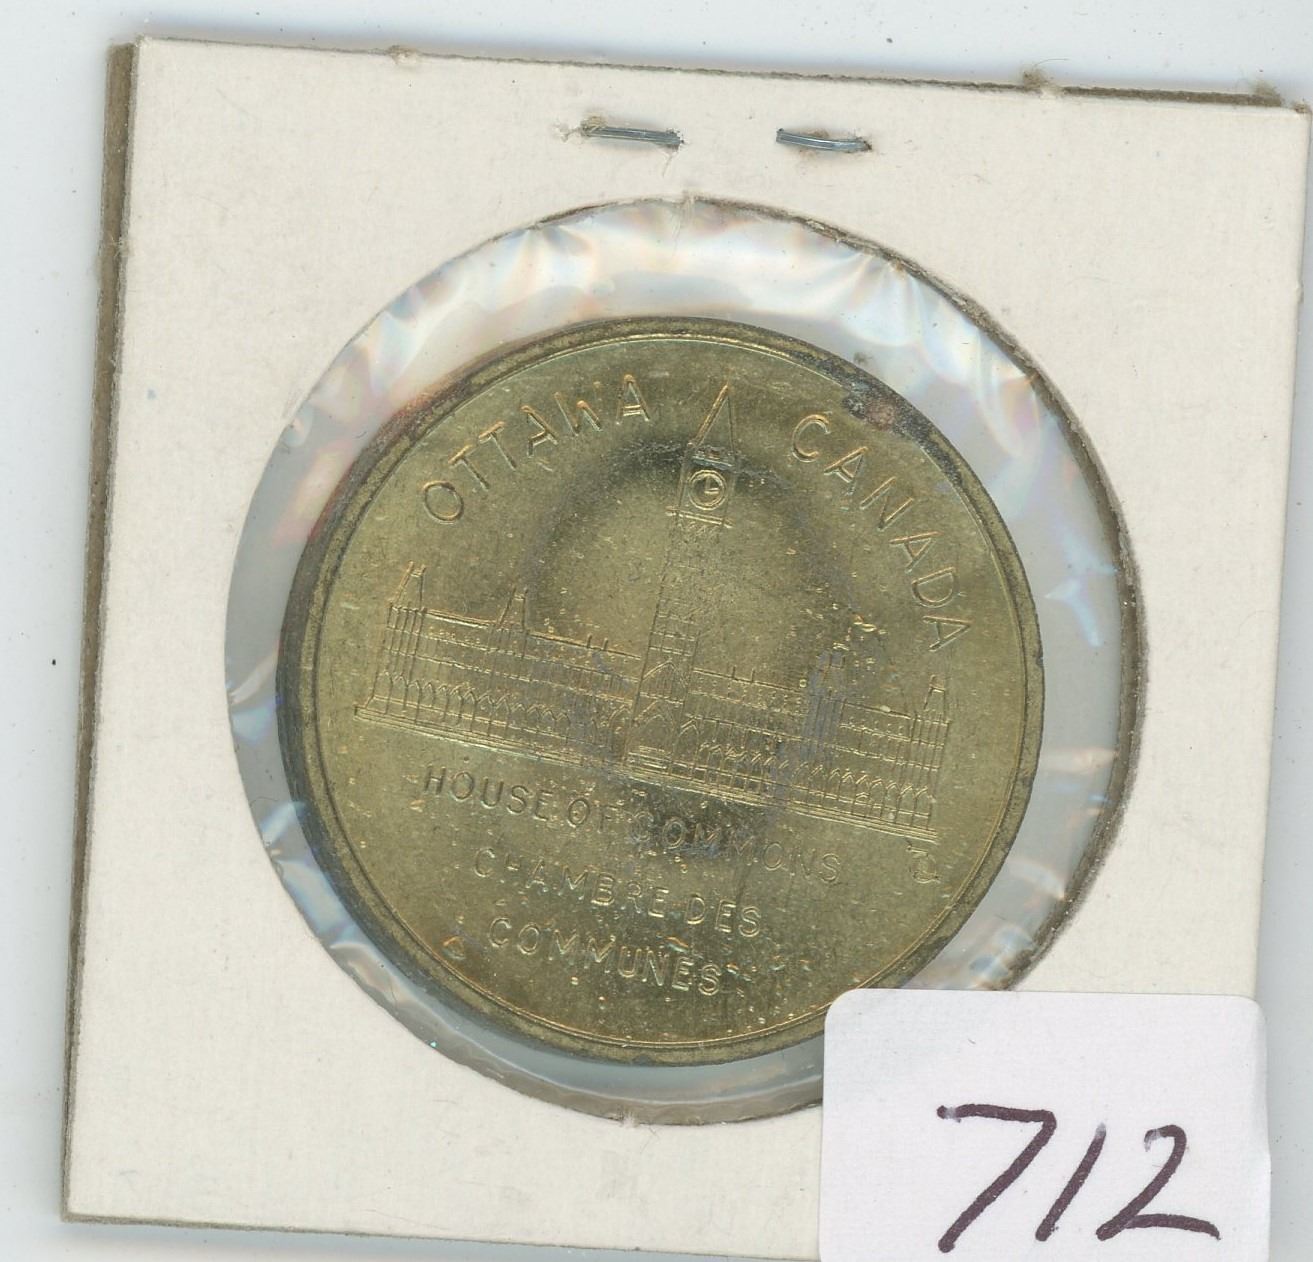 OTTAWA CANADA
HOUSE OF COMMONS
CHAMBRE DES
COMMUNES
712